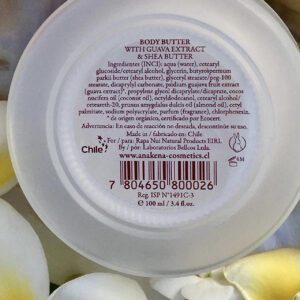 BODY BUTTER
WITH GUAVA EXTRACT
& SHEA BUTTER
Ingredientes (INCI): aqua (water), cetearyl
glucoside/cetearyl alcohol, glycerin, butyrospermum
parkii butter (shea butter), glyceryl stearate/peg-100
stearate, dicaprylyl carbonate, psidium guajava fruit extract
(guava extract)*, propylene glycol dicaprylate/dicaprate, cocos
nucifera oil (coconut oil), octyldodecanol, cetearyl alcohol/
ceteareth-20, prunus amygdalus dulcis oil (almond oil), cetyl
palmitate, sodium polyacrylate, parfum (fragrance), chlorphenesin.
* de origen orgánico, certificado por Ecocert.
Advertencia: En caso de reacción no deseada, descontinúe su uso.
Made in / fabricado en: Chile
For / para: Rapa Nui Natural Products EIRL
By / por: Laboratorios Bellcos Ltda.
Chile
www.anakena-cosmetics.cl
6M
7 804650 800026
Reg. ISP Nº1491C-3
℮ 100 ml / 3.4 fl.oz.